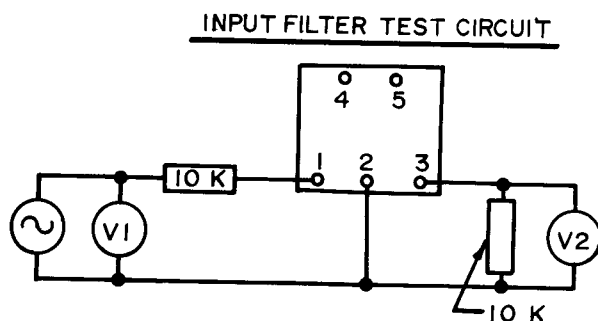 INPUT FILTER TEST CIRCUIT
4 5
1 2 3
10 K
V1
V2
10 K